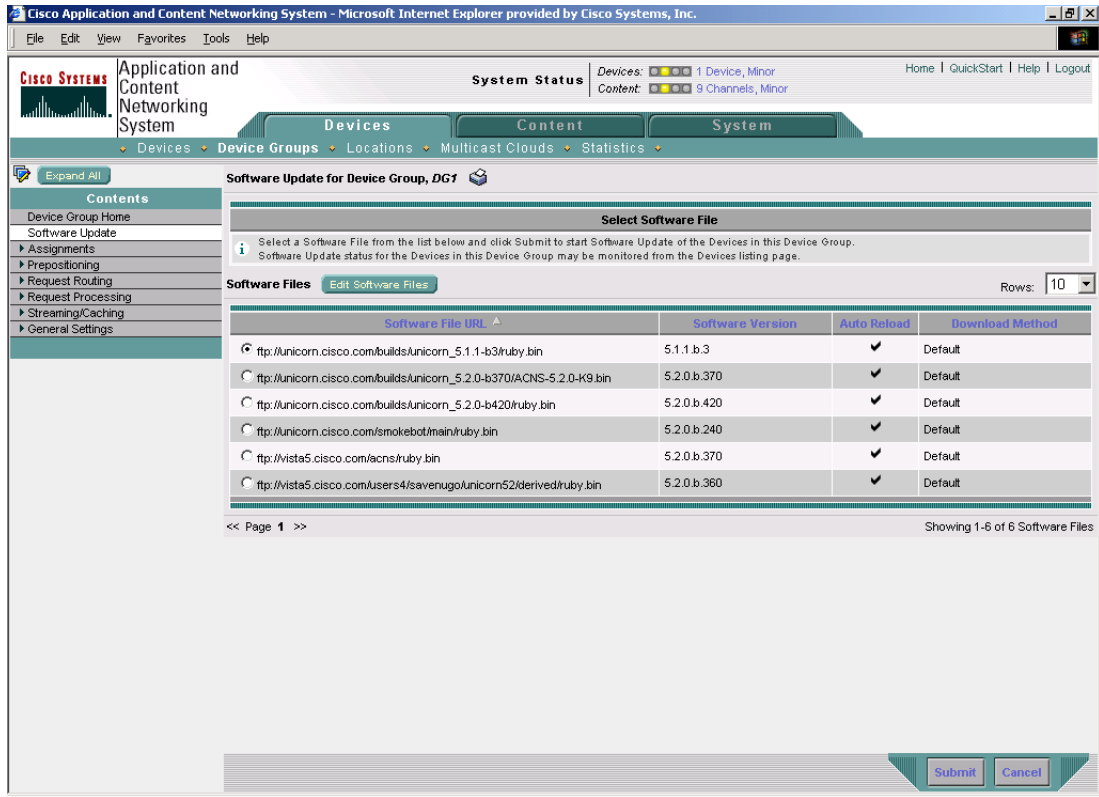 Cisco Application and Content Networking System - Microsoft Internet Explorer provided by Cisco Systems, Inc.
File Edit View Favorites Tools Help
CISCO SYSTEMS
Application and
Content
Networking
System
System Status
Devices: 1 Device, Minor
Content: 9 Channels, Minor
Home | QuickStart | Help | Logout
Devices Content System
Devices Device Groups Locations Multicast Clouds Statistics
Expand All
Contents
Device Group Home
Software Update
Assignments
Prepositioning
Request Routing
Request Processing
Streaming/Caching
General Settings
Software Update for Device Group, DG1
Select Software File
Select a Software File from the list below and click Submit to start Software Update of the Devices in this Device Group.
Software Update status for the Devices in this Device Group may be monitored from the Devices listing page.
Software Files Edit Software Files Rows: 10
Software File URL Software Version Auto Reload Download Method
ftp://unicorn.cisco.com/builds/unicorn_5.1.1-b3/ruby.bin 5.1.1.b.3 Default
ftp://unicorn.cisco.com/builds/unicorn_5.2.0-b370/ACNS-5.2.0-K9.bin 5.2.0.b.370 Default
ftp://unicorn.cisco.com/builds/unicorn_5.2.0-b420/ruby.bin 5.2.0.b.420 Default
ftp://unicorn.cisco.com/smokebot/main/ruby.bin 5.2.0.b.240 Default
ftp://vista5.cisco.com/acns/ruby.bin 5.2.0.b.370 Default
ftp://vista5.cisco.com/users4/savenugo/unicorn52/derived/ruby.bin 5.2.0.b.360 Default
<< Page 1 >> Showing 1-6 of 6 Software Files
Submit Cancel